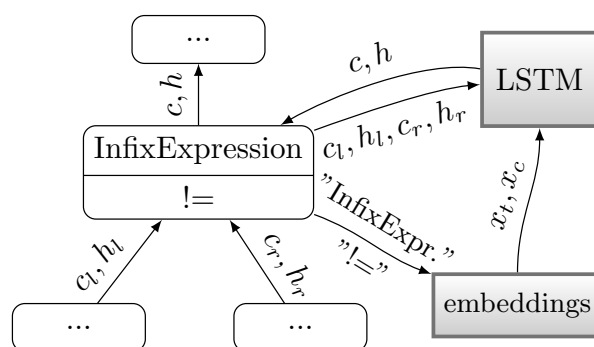 ...
c, h
c, h
LSTM
InfixExpression
!=
c_l, h_l, c_r, h_r
"InfixExpr."
"!="
x_t, x_c
c_l, h_l
c_r, h_r
embeddings
...
...